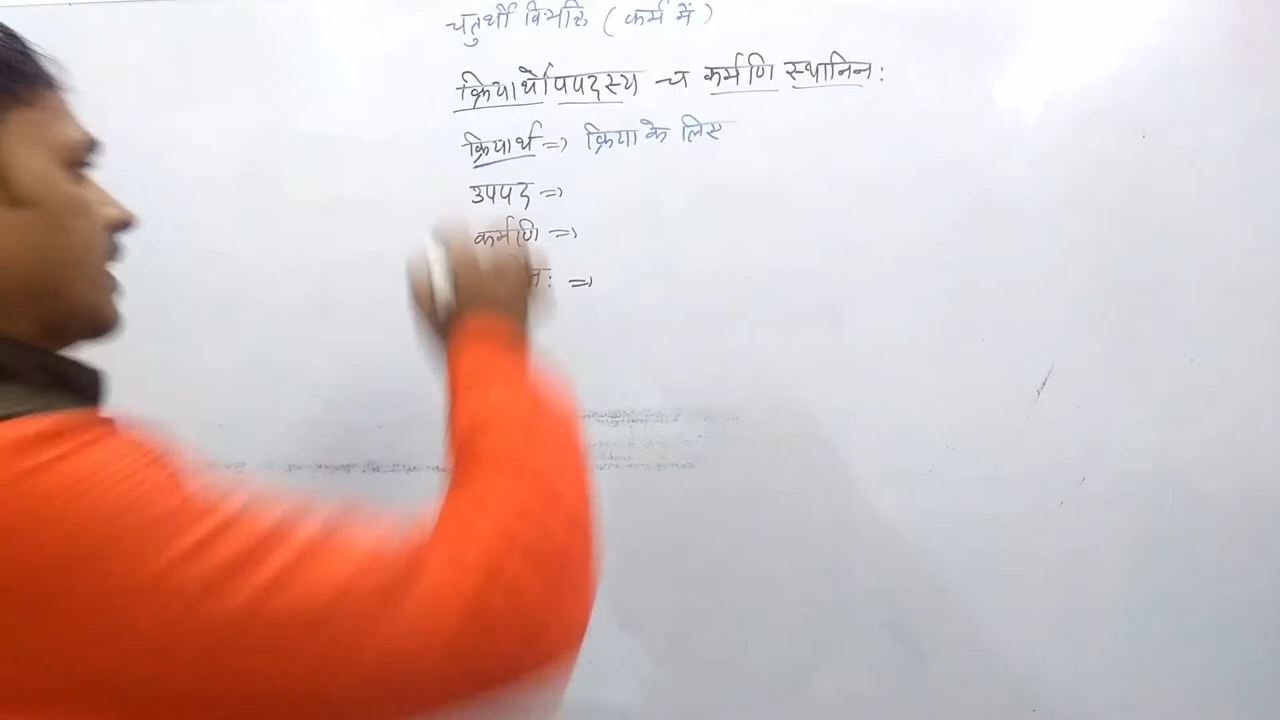 चतुर्थी विभक्ति ( कर्म में )
क्रियार्थोपपदस्य च कर्मणि स्थानिनः
क्रियार्थ => क्रिया के लिए
उपपद =>
कर्मणि =>
नः =>